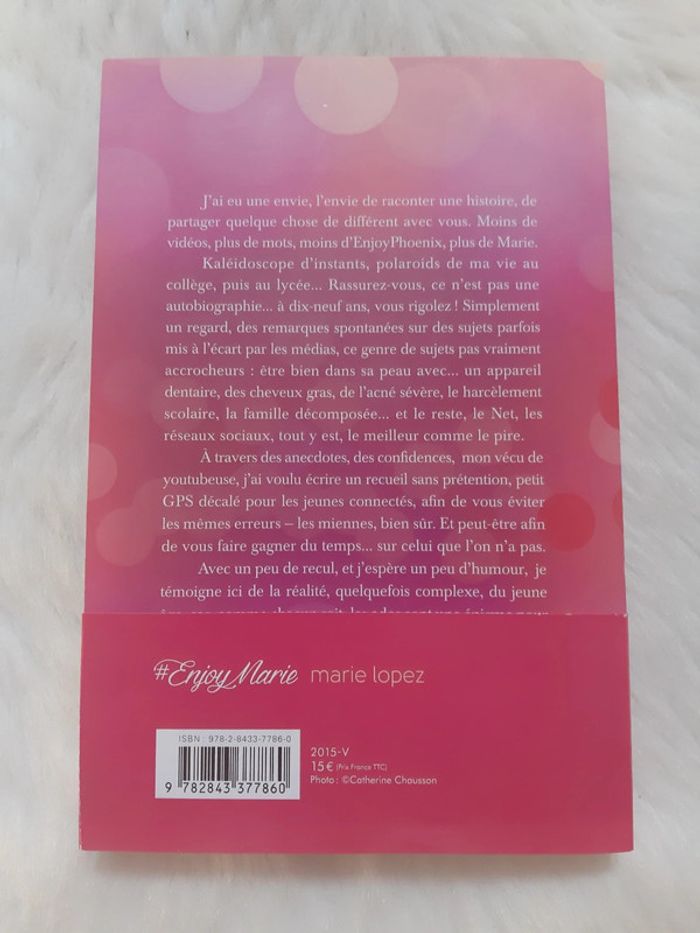 J'ai eu une envie, l'envie de raconter une histoire, de
partager quelque chose de différent avec vous. Moins de
vidéos, plus de mots, moins d'EnjoyPhoenix, plus de Marie.
Kaléidoscope d'instants, polaroïds de ma vie au
collège, puis au lycée... Rassurez-vous, ce n'est pas une
autobiographie... à dix-neuf ans, vous rigolez ! Simplement
un regard, des remarques spontanées sur des sujets parfois
mis à l'écart par les médias, ce genre de sujets pas vraiment
accrocheurs : être bien dans sa peau avec... un appareil
dentaire, des cheveux gras, de l'acné sévère, le harcèlement
scolaire, la famille décomposée... et le reste, le Net, les
réseaux sociaux, tout y est, le meilleur comme le pire.
À travers des anecdotes, des confidences, mon vécu de
youtubeuse, j'ai voulu écrire un recueil sans prétention, petit
GPS décalé pour les jeunes connectés, afin de vous éviter
les mêmes erreurs – les miennes, bien sûr. Et peut-être afin
de vous faire gagner du temps... sur celui que l'on n'a pas.
Avec un peu de recul, et j'espère un peu d'humour, je
témoigne ici de la réalité, quelquefois complexe, du jeune
#EnjoyMarie marie lopez
ISBN : 978-2-8433-7786-0
9 782843 377860
2015-V
15 € (Prix France TTC)
Photo : ©Catherine Chausson